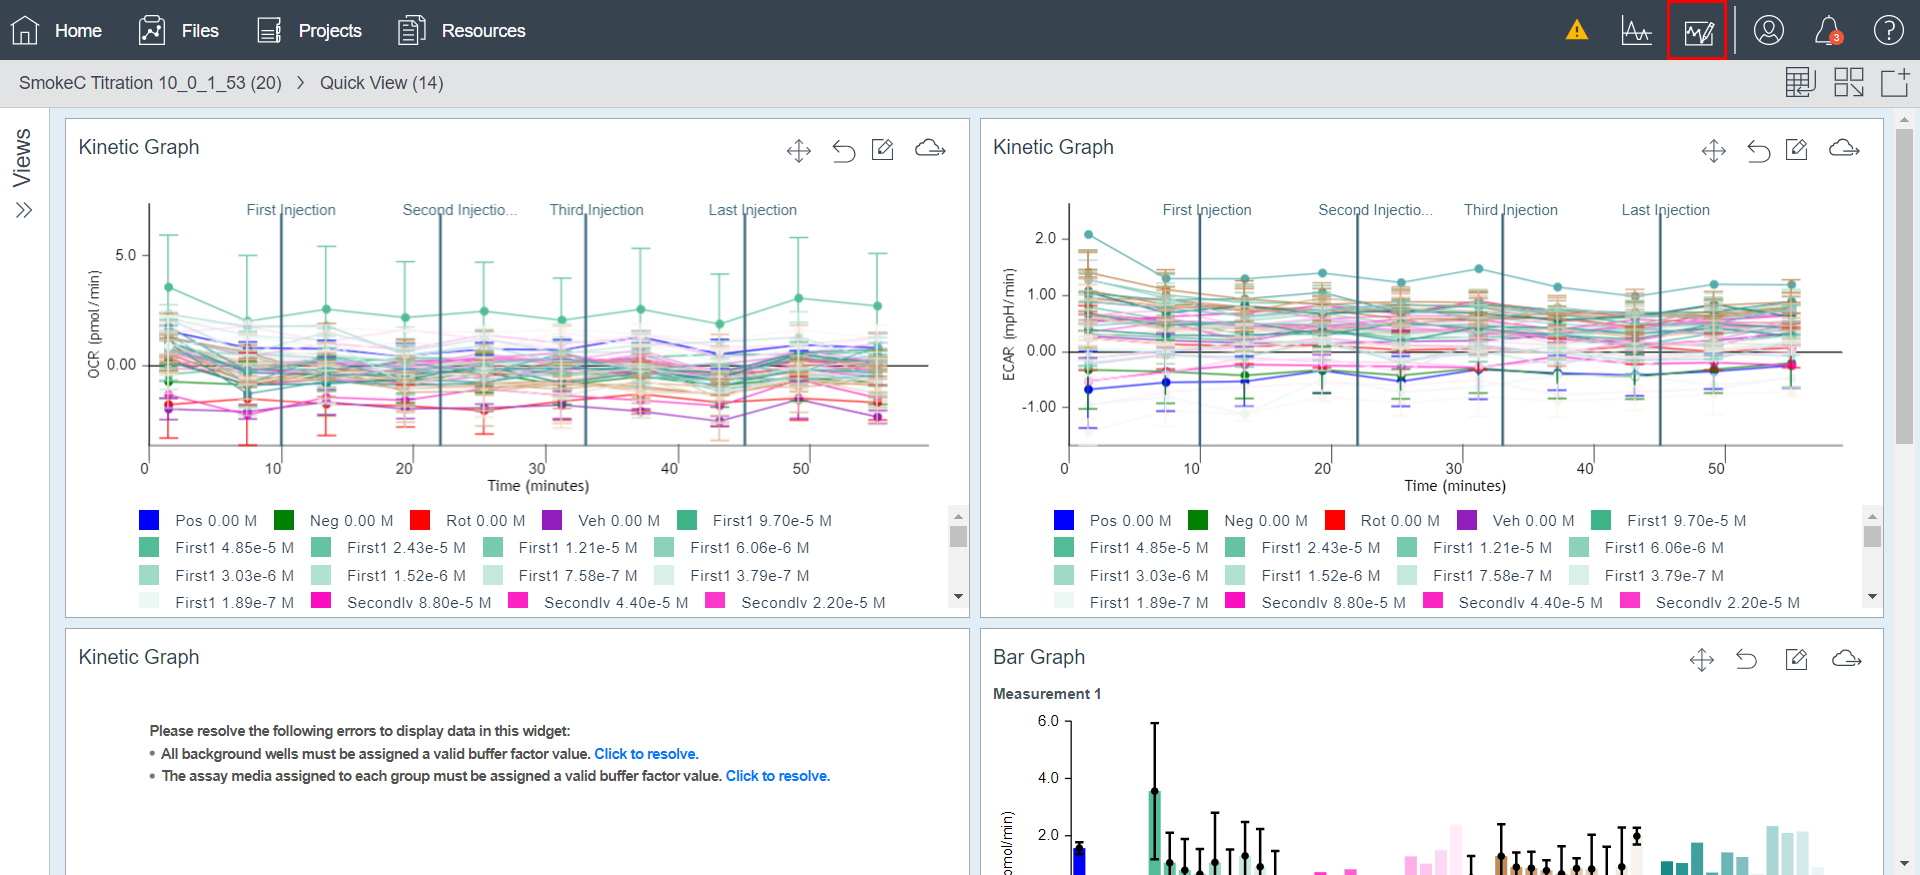 Home Files Projects Resources 3
SmokeC Titration 10_0_1_53 (20) > Quick View (14)
Views
Kinetic Graph
First Injection Second Injectio... Third Injection Last Injection
5.0
0.00
OCR (pmol/min)
0 10 20 30 40 50
Time (minutes)
Pos 0.00 M Neg 0.00 M Rot 0.00 M Veh 0.00 M First1 9.70e-5 M
First1 4.85e-5 M First1 2.43e-5 M First1 1.21e-5 M First1 6.06e-6 M
First1 3.03e-6 M First1 1.52e-6 M First1 7.58e-7 M First1 3.79e-7 M
First1 1.89e-7 M Secondly 8.80e-5 M Secondly 4.40e-5 M Secondly 2.20e-5 M
Kinetic Graph
First Injection Second Injectio... Third Injection Last Injection
2.0
1.00
0.00
-1.00
ECAR (mpH/min)
0 10 20 30 40 50
Time (minutes)
Pos 0.00 M Neg 0.00 M Rot 0.00 M Veh 0.00 M First1 9.70e-5 M
First1 4.85e-5 M First1 2.43e-5 M First1 1.21e-5 M First1 6.06e-6 M
First1 3.03e-6 M First1 1.52e-6 M First1 7.58e-7 M First1 3.79e-7 M
First1 1.89e-7 M Secondly 8.80e-5 M Secondly 4.40e-5 M Secondly 2.20e-5 M
Kinetic Graph
Please resolve the following errors to display data in this widget:
• All background wells must be assigned a valid buffer factor value. Click to resolve.
• The assay media assigned to each group must be assigned a valid buffer factor value. Click to resolve.
Bar Graph
Measurement 1
6.0
4.0
2.0